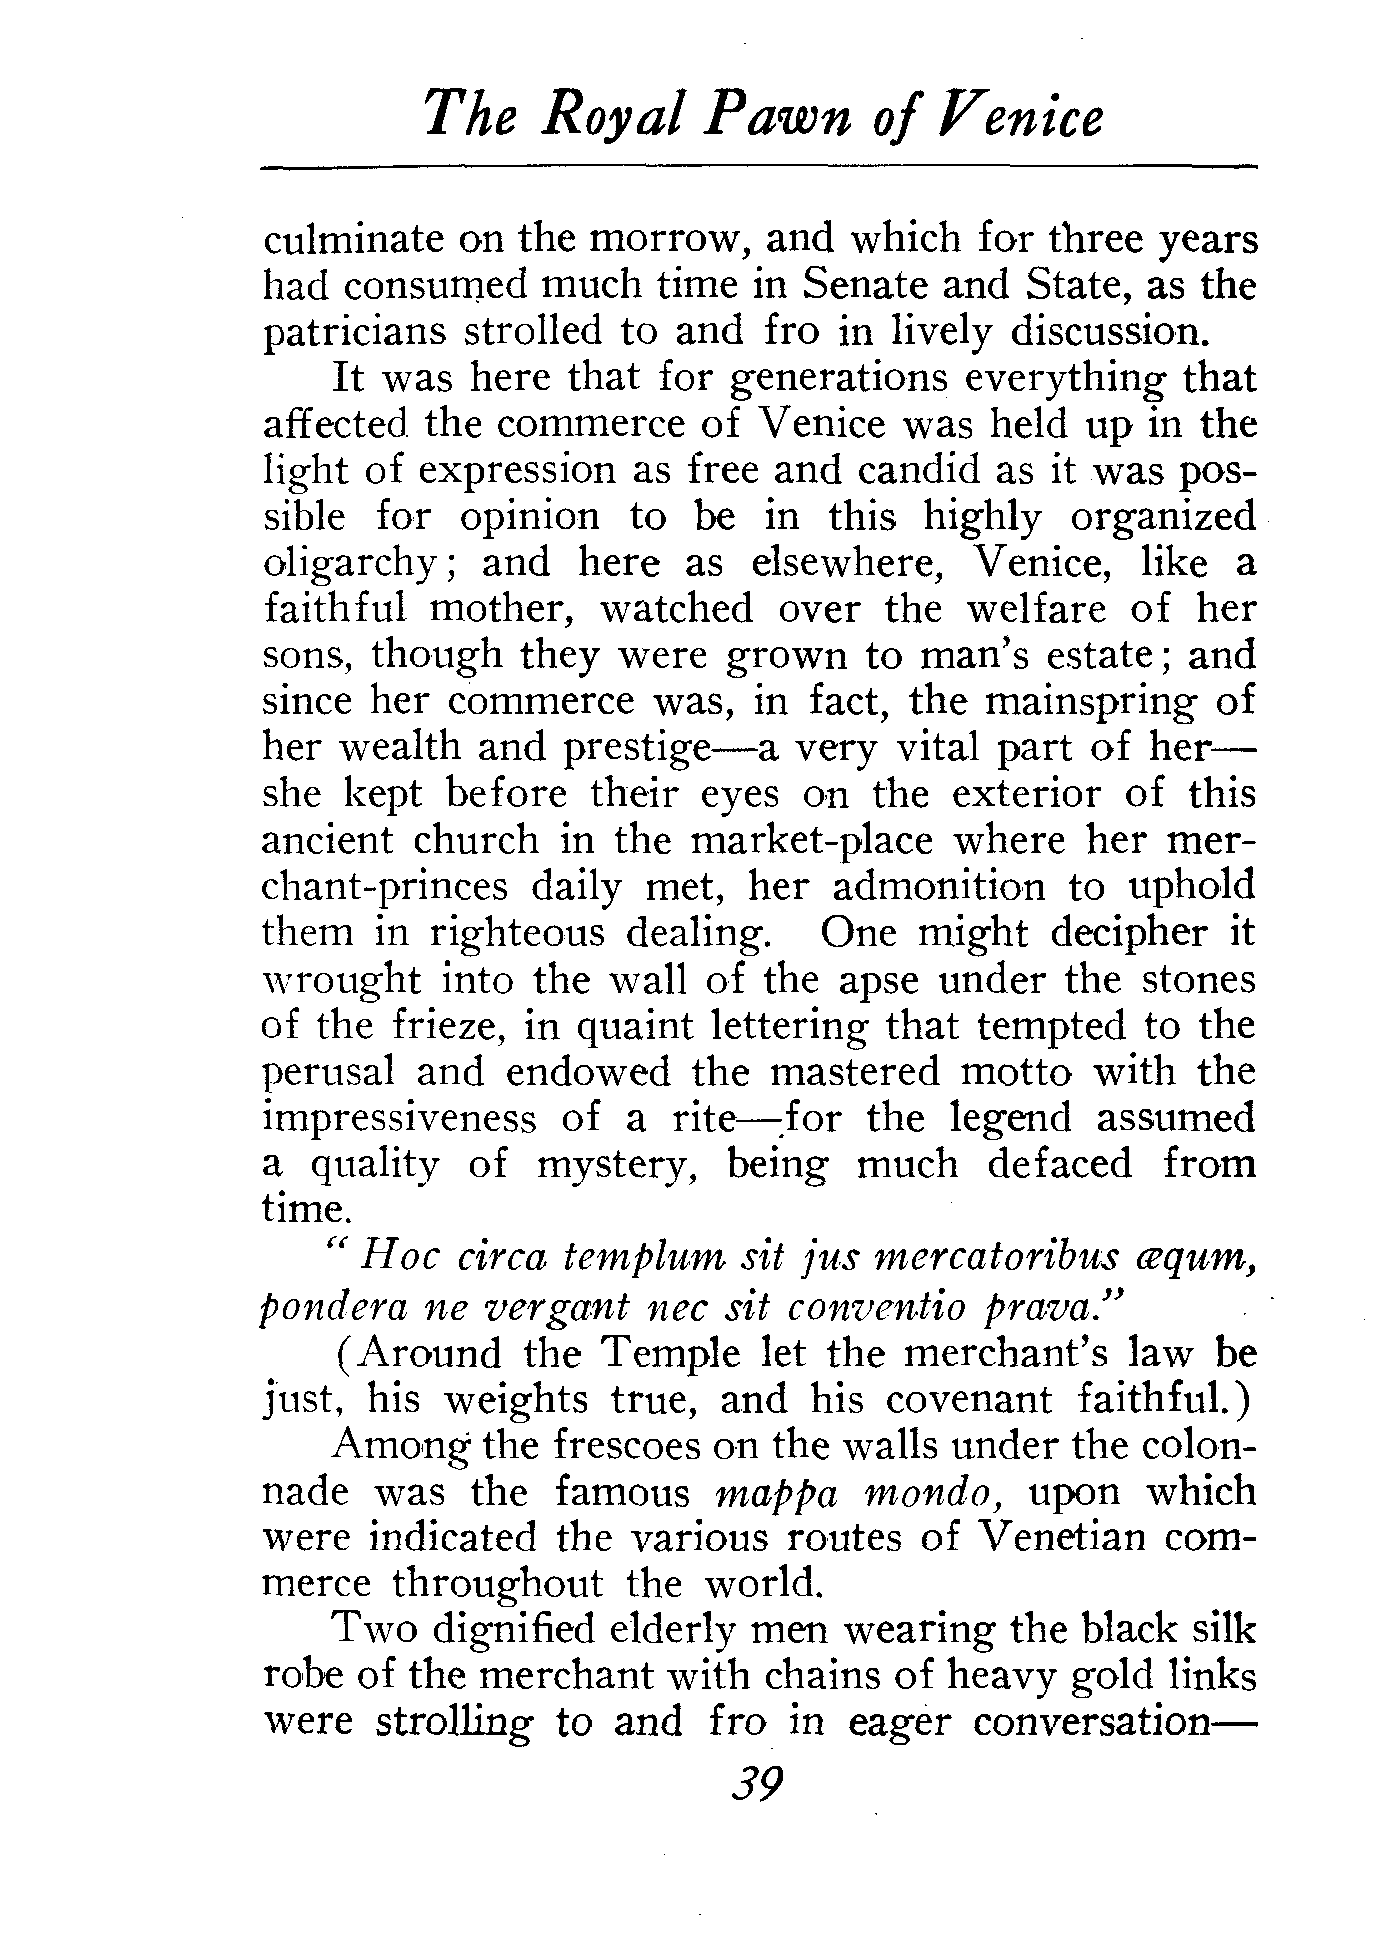 The Royal Pawn of Venice
culminate on the morrow, and which for three years
had consumed much time in Senate and State, as the
patricians strolled to and fro in lively discussion.
It was here that for generations everything that
affected the commerce of Venice was held up in the
light of expression as free and candid as it was pos-
sible for opinion to be in this highly organized
oligarchy; and here as elsewhere, Venice, like a
faithful mother, watched over the welfare of her
sons, though they were grown to man's estate; and
since her commerce was, in fact, the mainspring of
her wealth and prestige—a very vital part of her—
she kept before their eyes on the exterior of this
ancient church in the market-place where her mer-
chant-princes daily met, her admonition to uphold
them in righteous dealing. One might decipher it
wrought into the wall of the apse under the stones
of the frieze, in quaint lettering that tempted to the
perusal and endowed the mastered motto with the
impressiveness of a rite—for the legend assumed
a quality of mystery, being much defaced from
time.
" Hoc circa templum sit jus mercatoribus æqum,
pondera ne vergant nec sit conventio prava."
(Around the Temple let the merchant's law be
just, his weights true, and his covenant faithful.)
Among the frescoes on the walls under the colon-
nade was the famous mappa mondo, upon which
were indicated the various routes of Venetian com-
merce throughout the world.
Two dignified elderly men wearing the black silk
robe of the merchant with chains of heavy gold links
were strolling to and fro in eager conversation—
39